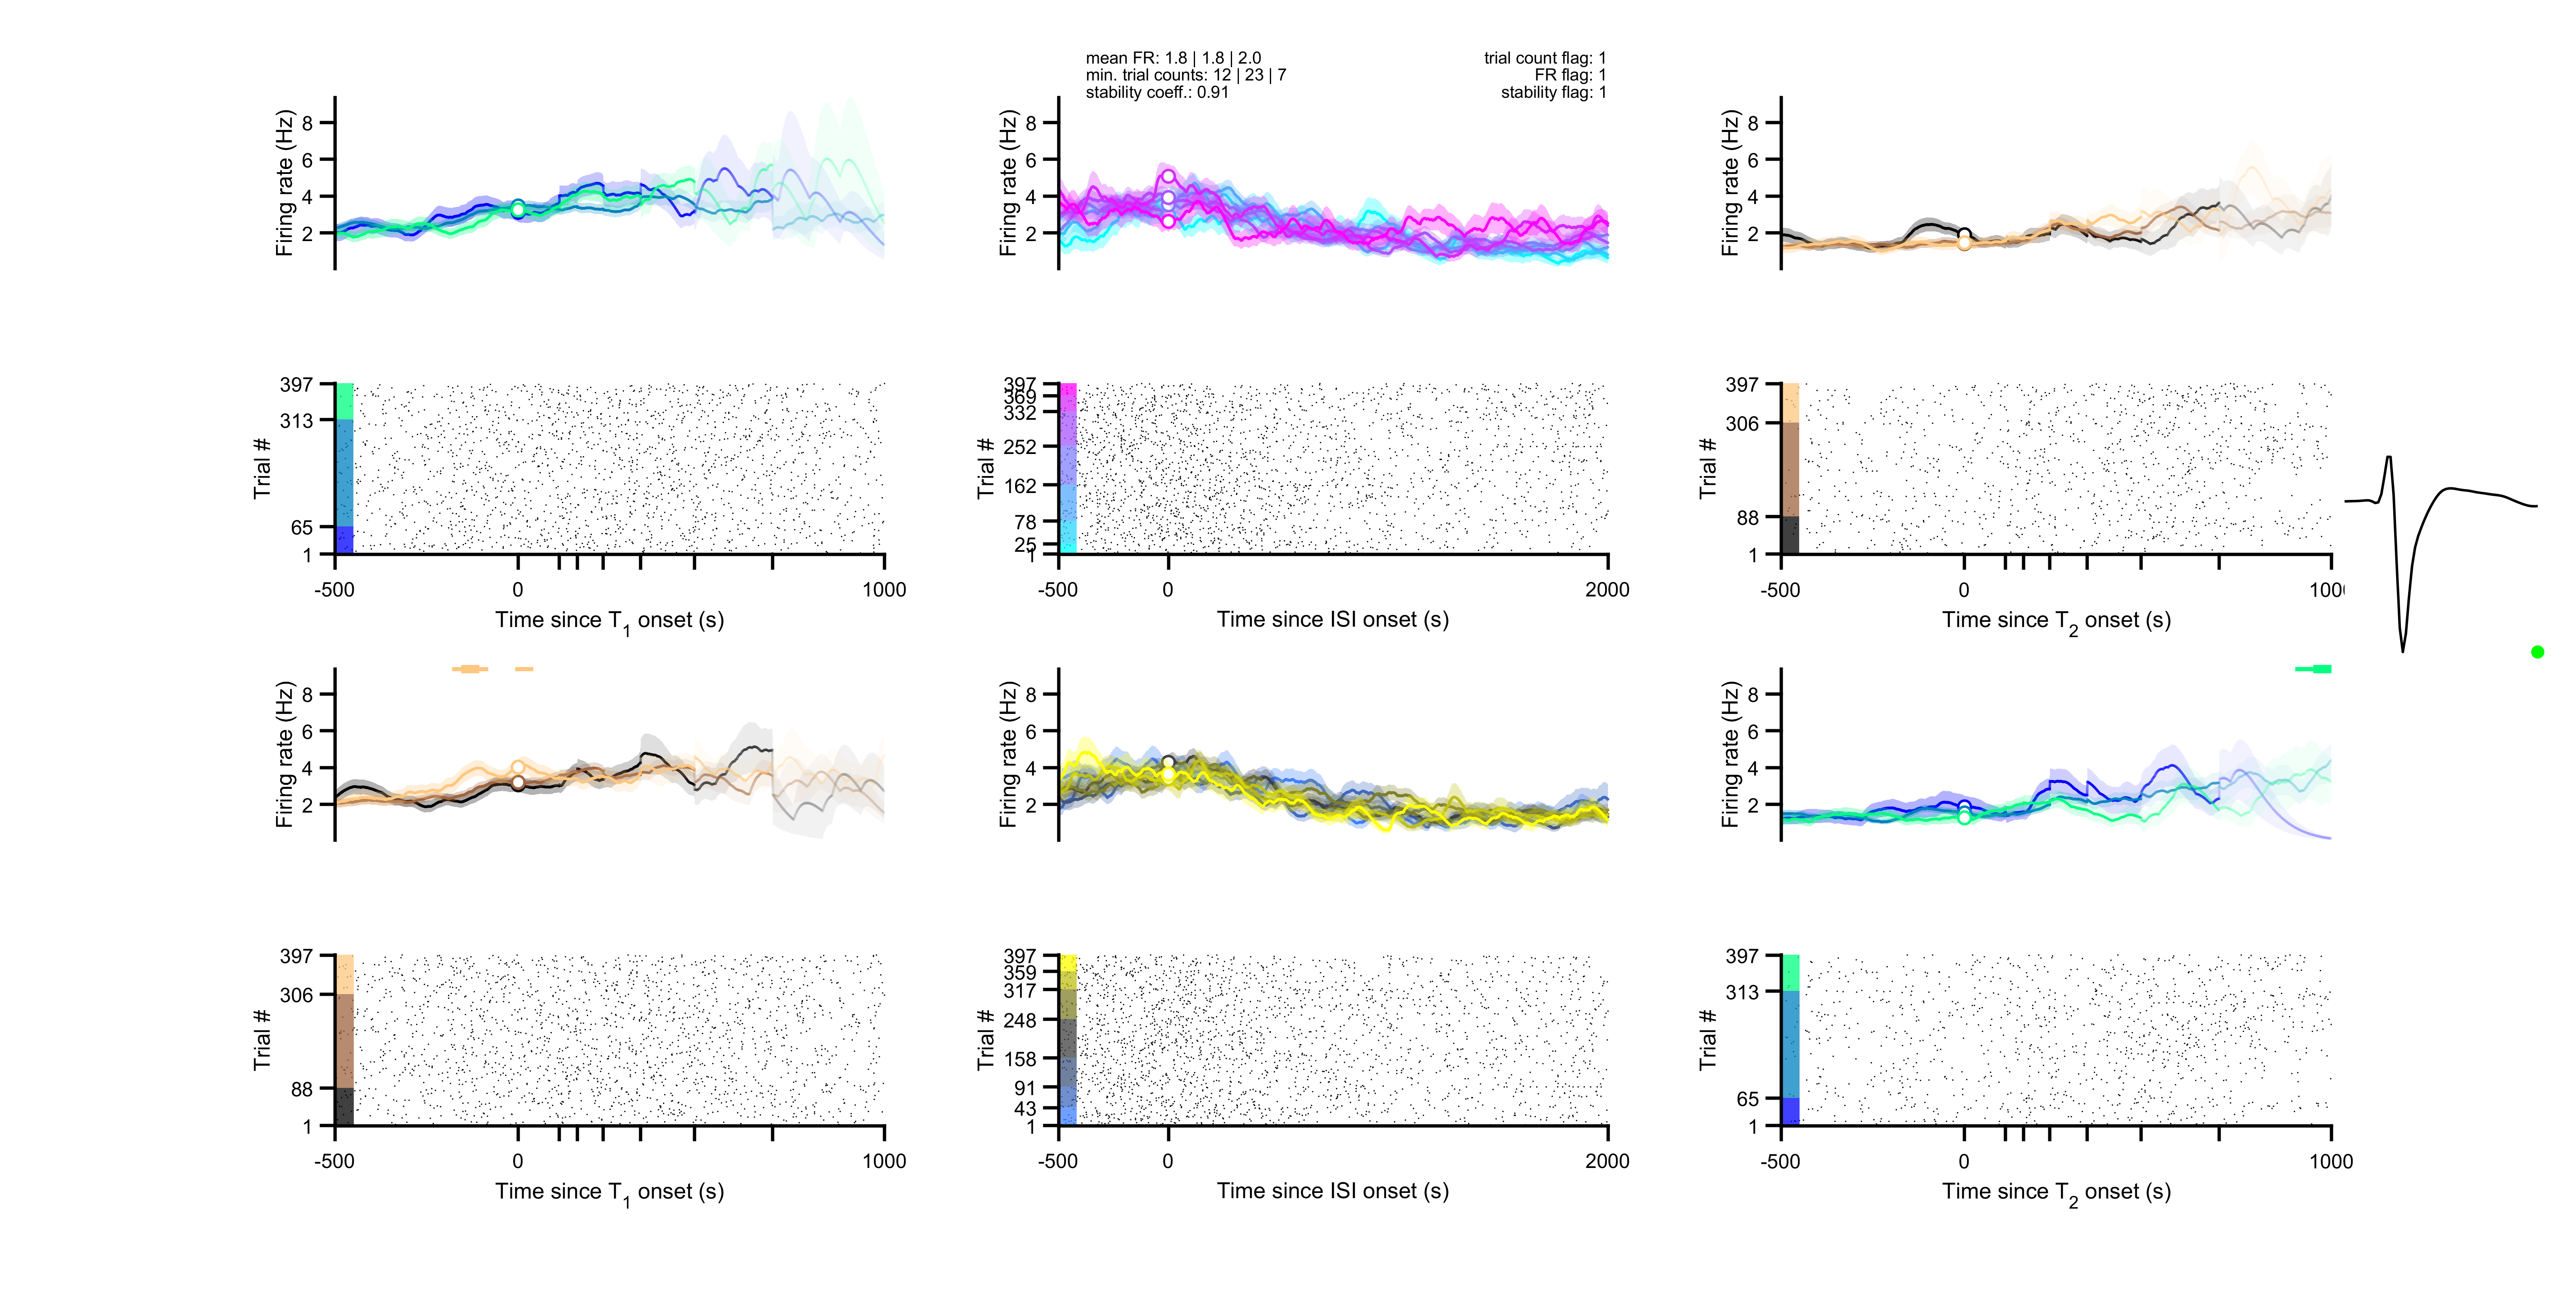 mean FR: 1.8 | 1.8 | 2.0
min. trial counts: 12 | 23 | 7
stability coeff.: 0.91
trial count flag: 1
FR flag: 1
stability flag: 1
Firing rate (Hz)
8
6
4
2
Firing rate (Hz)
8
6
4
2
Firing rate (Hz)
8
6
4
2
Trial #
397
313
65
1
-500 0 1000
Time since T1 onset (s)
Trial #
397
369
332
252
162
78
25
1
-500 0 2000
Time since ISI onset (s)
Trial #
397
306
88
1
-500 0 1000
Time since T2 onset (s)
Firing rate (Hz)
8
6
4
2
Firing rate (Hz)
8
6
4
2
Firing rate (Hz)
8
6
4
2
Trial #
397
306
88
1
-500 0 1000
Time since T1 onset (s)
Trial #
397
359
317
248
158
91
43
1
-500 0 2000
Time since ISI onset (s)
Trial #
397
313
65
1
-500 0 1000
Time since T2 onset (s)